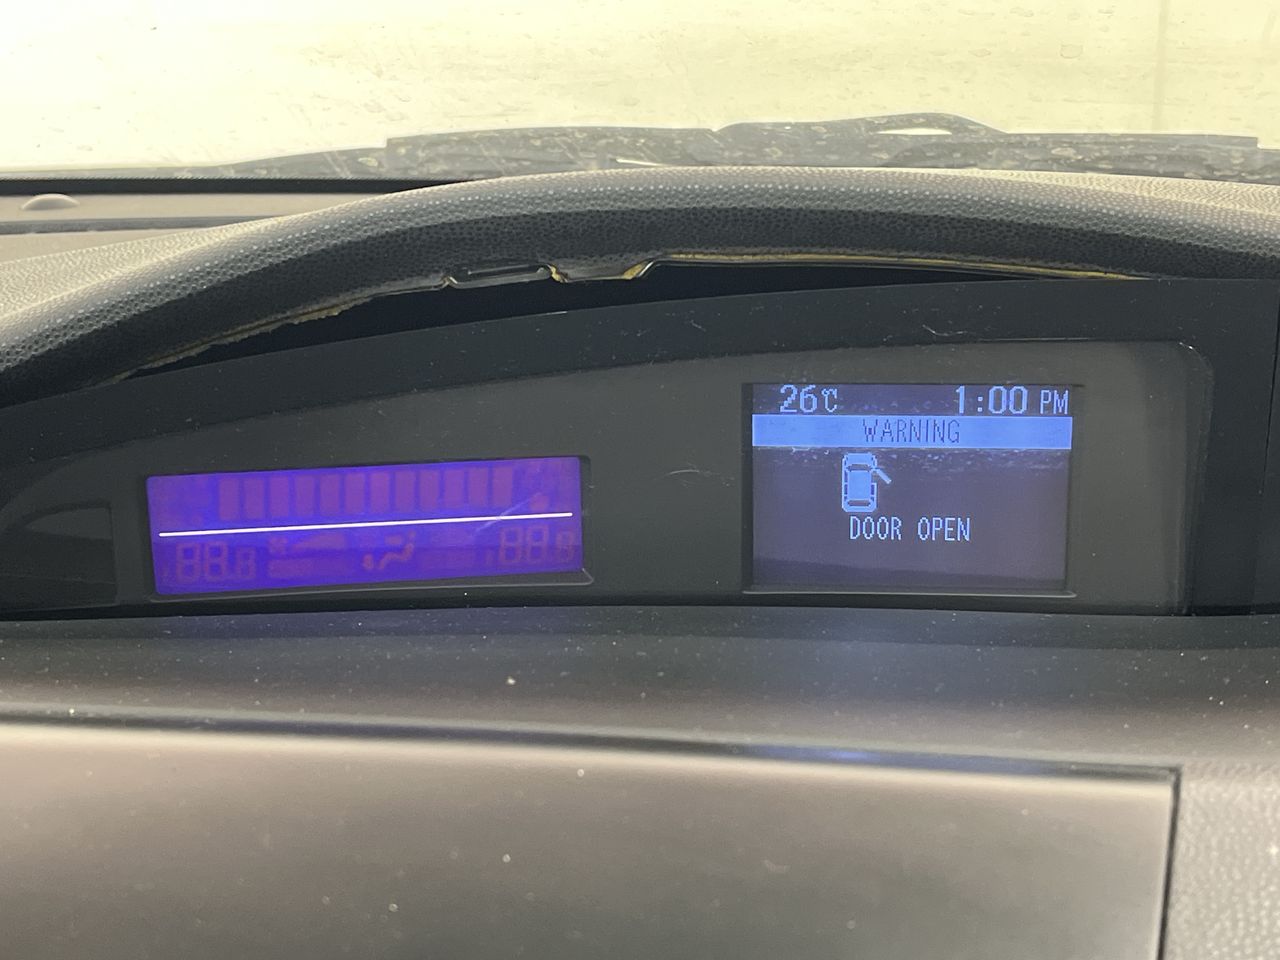 26℃ 1:00 PM
WARNING
DOOR OPEN
88.8 88.8